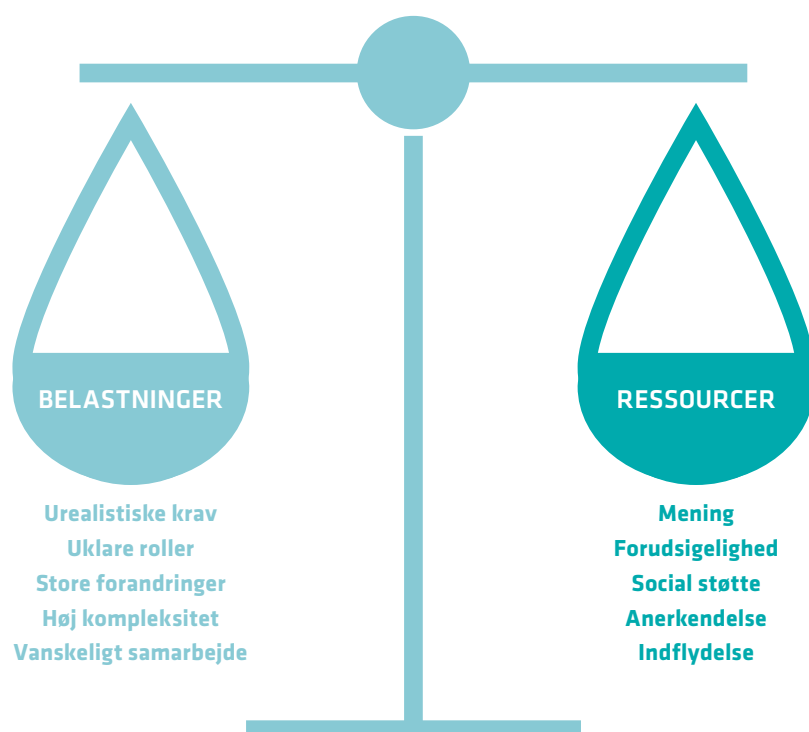 BELASTNINGER
Urealistiske krav
Uklare roller
Store forandringer
Høj kompleksitet
Vanskeligt samarbejde
RESSOURCER
Mening
Forudsigelighed
Social støtte
Anerkendelse
Indflydelse